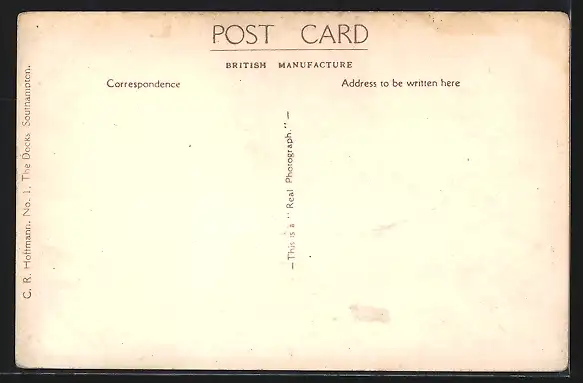 POST CARD
BRITISH MANUFACTURE
Correspondence
Address to be written here
—This is a "Real Photograph."—
C. R. Hoffmann, No. 1, The Docks, Southampton.